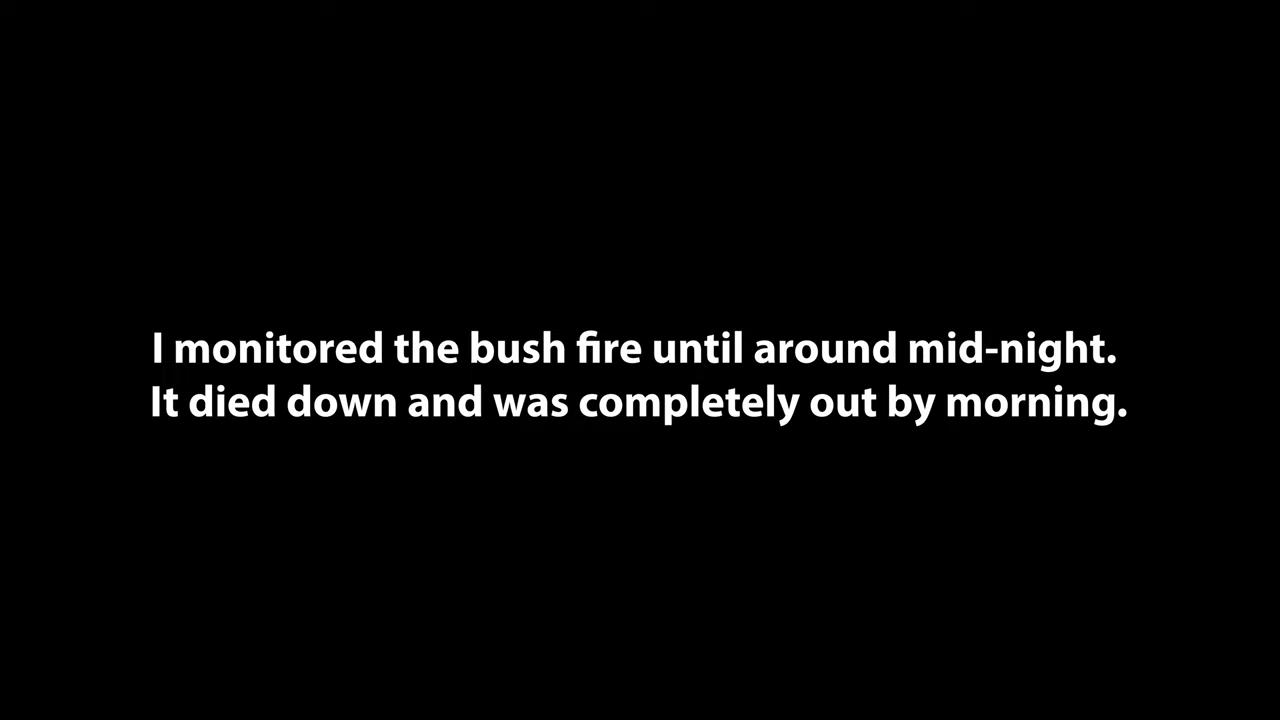 I monitored the bush fire until around mid-night.
It died down and was completely out by morning.